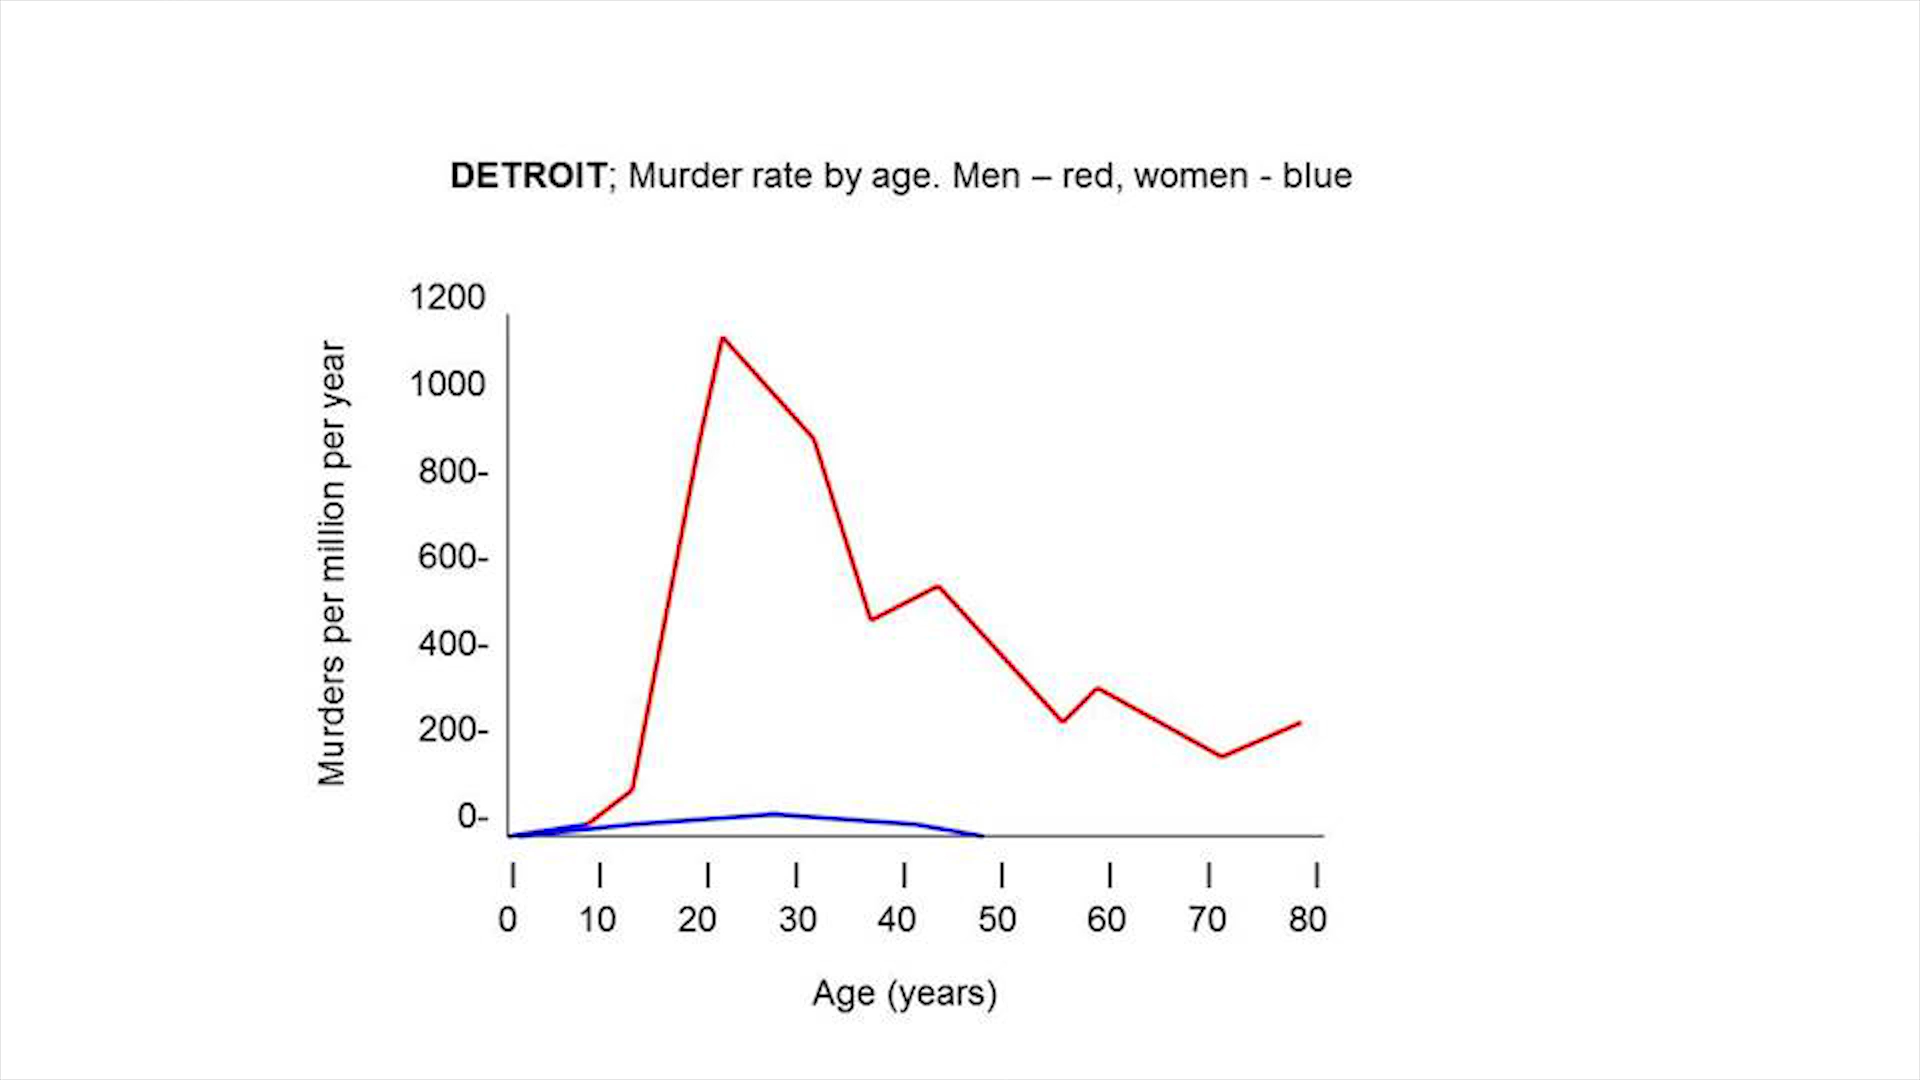 DETROIT; Murder rate by age. Men – red, women - blue
Murders per million per year
1200
1000
800-
600-
400-
200-
0-
0 10 20 30 40 50 60 70 80
Age (years)